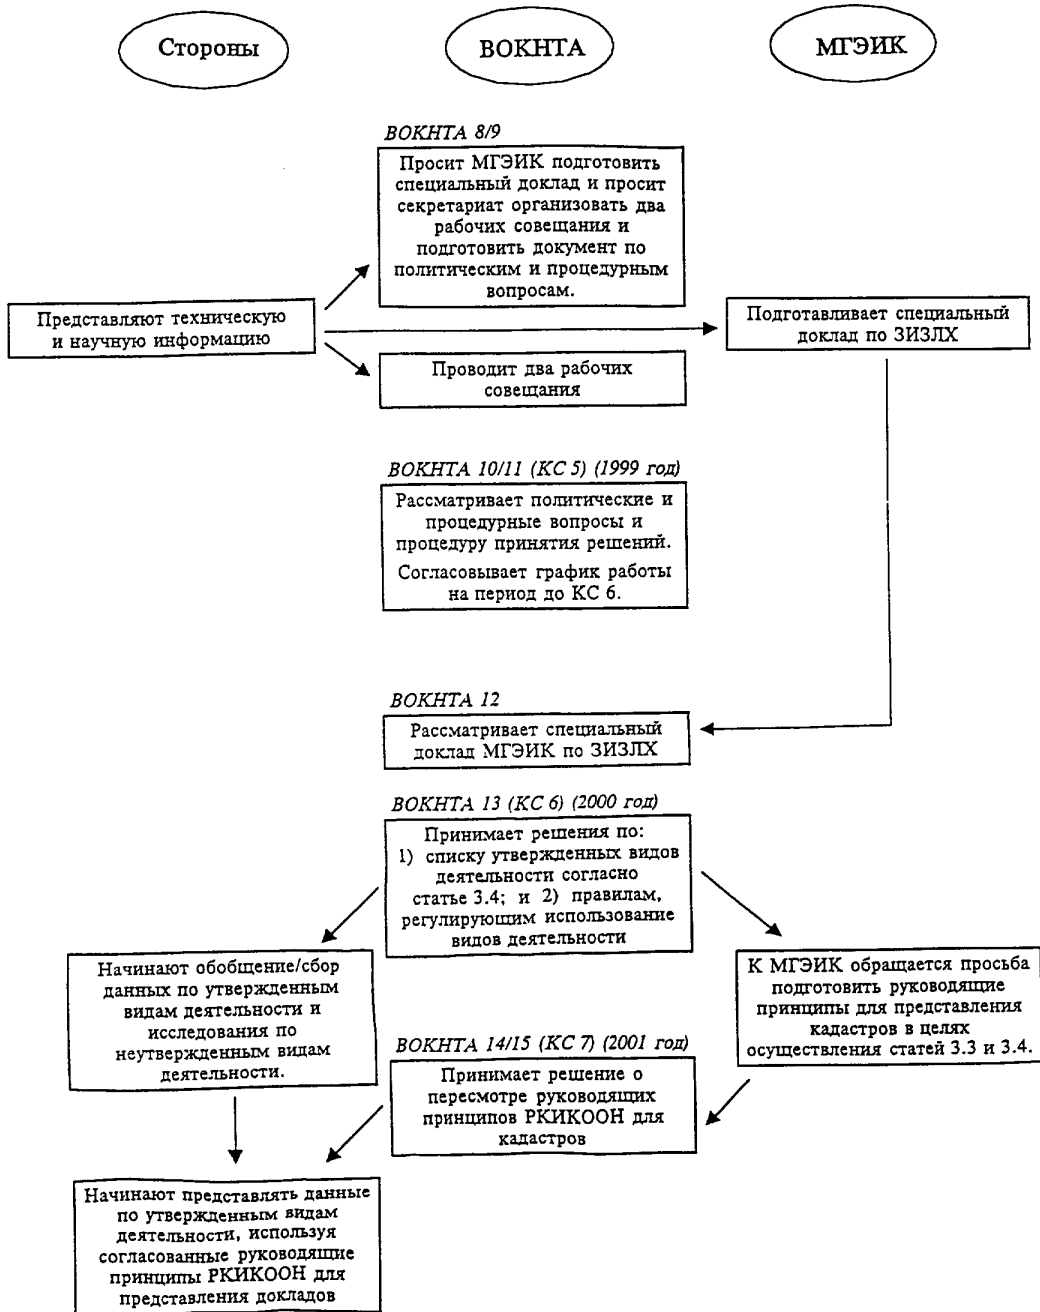 Стороны
ВОКНТА
МГЭИК
ВОКНТА 8/9
Просит МГЭИК подготовить
специальный доклад и просит
секретариат организовать два
рабочих совещания и
подготовить документ по
политическим и процедурным
вопросам.
Представляют техническую
и научную информацию
Подготавливает специальный
доклад по ЗИЗЛХ
Проводит два рабочих
совещания
ВОКНТА 10/11 (КС 5) (1999 год)
Рассматривает политические и
процедурные вопросы и
процедуру принятия решений.
Согласовывает график работы
на период до КС 6.
ВОКНТА 12
Рассматривает специальный
доклад МГЭИК по ЗИЗЛХ
ВОКНТА 13 (КС 6) (2000 год)
Принимает решения по:
1) списку утвержденных видов
деятельности согласно
статье 3.4; и 2) правилам,
регулирующим использование
видов деятельности
Начинают обобщение/сбор
данных по утвержденным
видам деятельности и
исследования по
неутвержденным видам
деятельности.
К МГЭИК обращается просьба
подготовить руководящие
принципы для представления
кадастров в целях
осуществления статей 3.3 и 3.4.
ВОКНТА 14/15 (КС 7) (2001 год)
Принимает решение о
пересмотре руководящих
принципов РКИКООН для
кадастров
Начинают представлять данные
по утвержденным видам
деятельности, используя
согласованные руководящие
принципы РКИКООН для
представления докладов